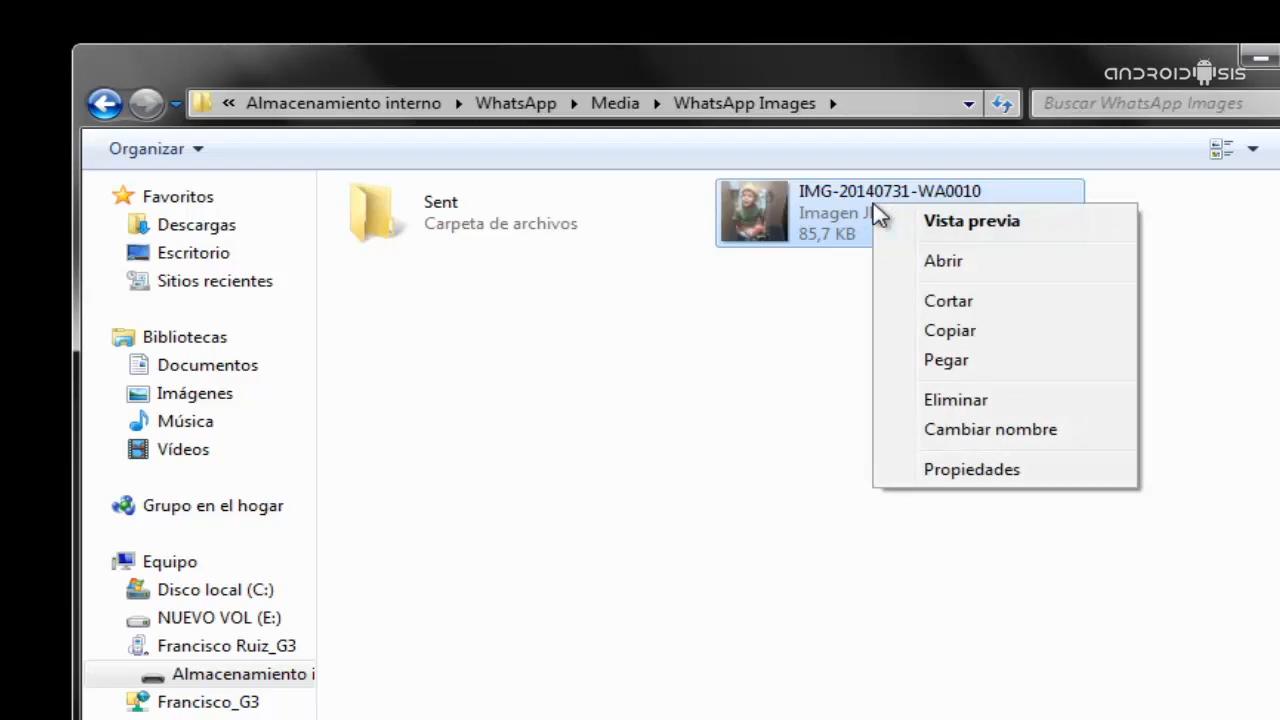 ANDROIDSIS
« Almacenamiento interno WhatsApp Media WhatsApp Images
Buscar WhatsApp Images
Organizar
Favoritos
Descargas
Escritorio
Sitios recientes
Bibliotecas
Documentos
Imágenes
Música
Vídeos
Grupo en el hogar
Equipo
Disco local (C:)
NUEVO VOL (E:)
Francisco Ruiz_G3
Almacenamiento i
Francisco_G3
Sent
Carpeta de archivos
IMG-20140731-WA0010
Imagen J
85,7 KB
Vista previa
Abrir
Cortar
Copiar
Pegar
Eliminar
Cambiar nombre
Propiedades